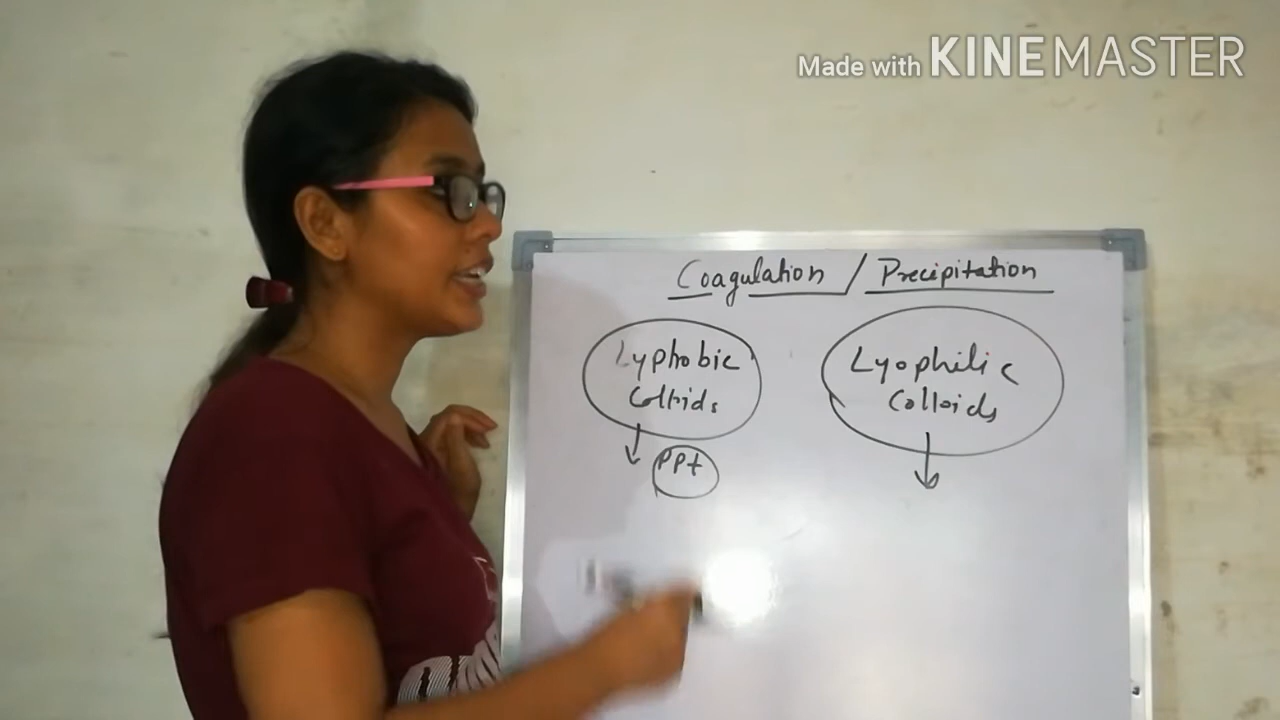 Made with KINEMASTER
Coagulation / Precipitation
Lyphobic
Colloids
PPt
Lyophilic
Colloids